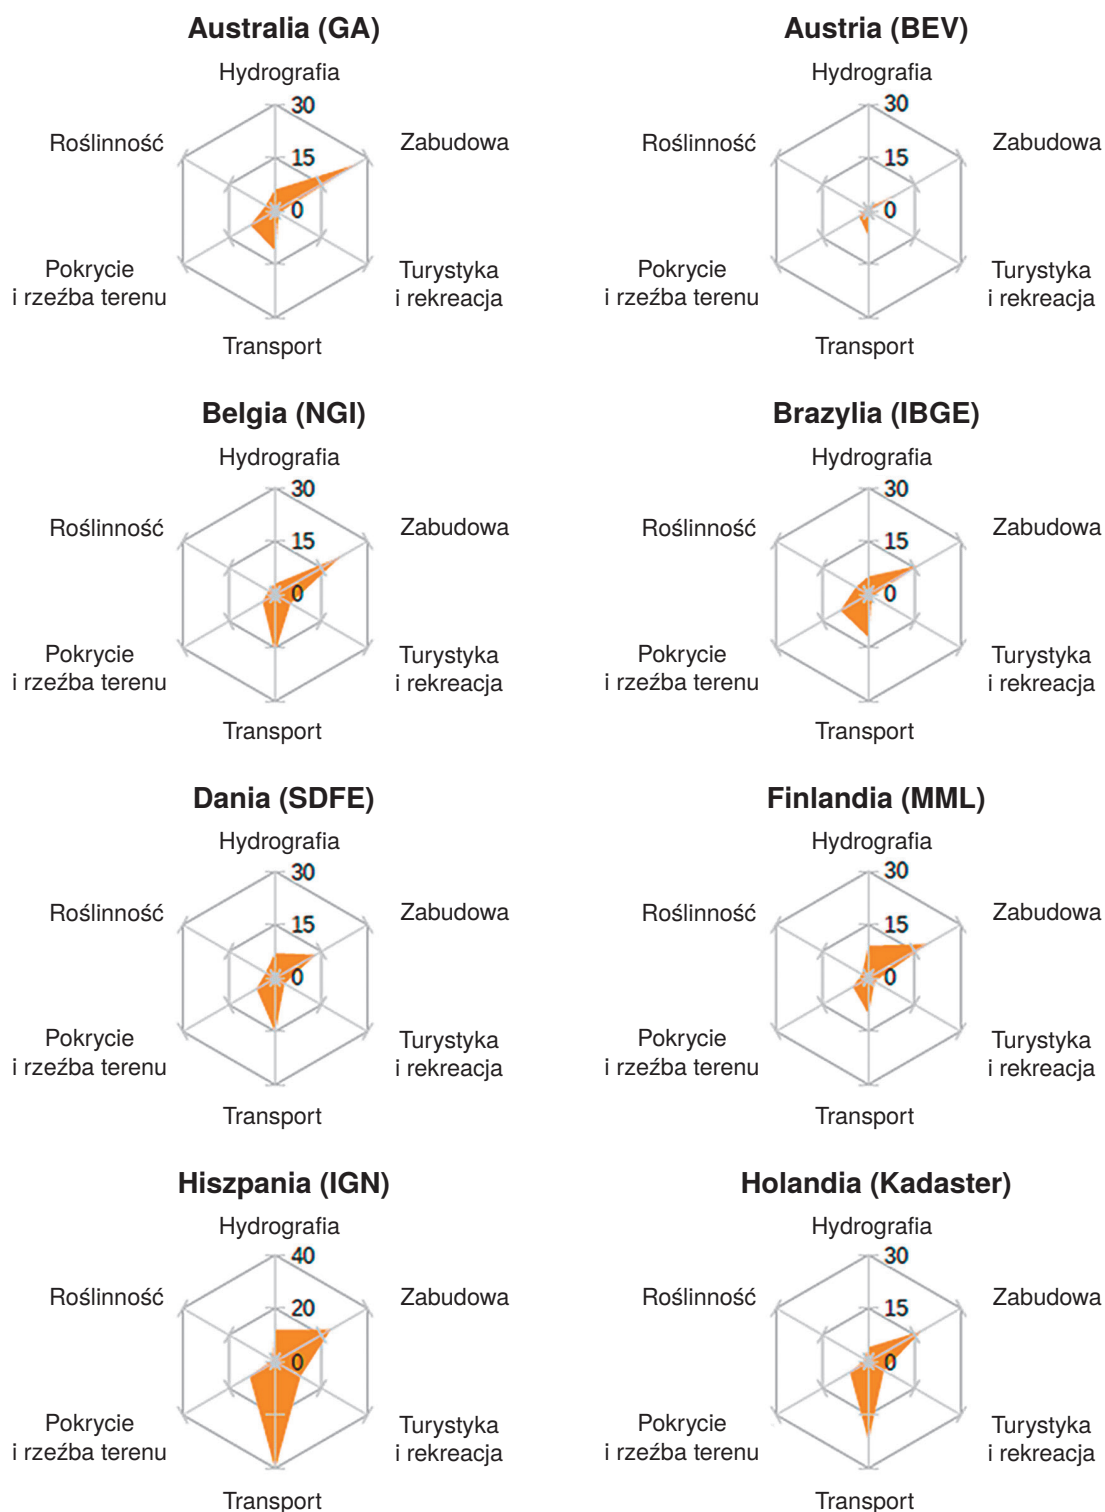 Australia (GA)
Hydrografia
30
15
0
Roślinność
Zabudowa
Pokrycie
i rzeźba terenu
Turystyka
i rekreacja
Transport
Austria (BEV)
Hydrografia
30
15
0
Roślinność
Zabudowa
Pokrycie
i rzeźba terenu
Turystyka
i rekreacja
Transport
Belgia (NGI)
Hydrografia
30
15
0
Roślinność
Zabudowa
Pokrycie
i rzeźba terenu
Turystyka
i rekreacja
Transport
Brazylia (IBGE)
Hydrografia
30
15
0
Roślinność
Zabudowa
Pokrycie
i rzeźba terenu
Turystyka
i rekreacja
Transport
Dania (SDFE)
Hydrografia
30
15
0
Roślinność
Zabudowa
Pokrycie
i rzeźba terenu
Turystyka
i rekreacja
Transport
Finlandia (MML)
Hydrografia
30
15
0
Roślinność
Zabudowa
Pokrycie
i rzeźba terenu
Turystyka
i rekreacja
Transport
Hiszpania (IGN)
Hydrografia
40
20
0
Roślinność
Zabudowa
Pokrycie
i rzeźba terenu
Turystyka
i rekreacja
Transport
Holandia (Kadaster)
Hydrografia
30
15
0
Roślinność
Zabudowa
Pokrycie
i rzeźba terenu
Turystyka
i rekreacja
Transport